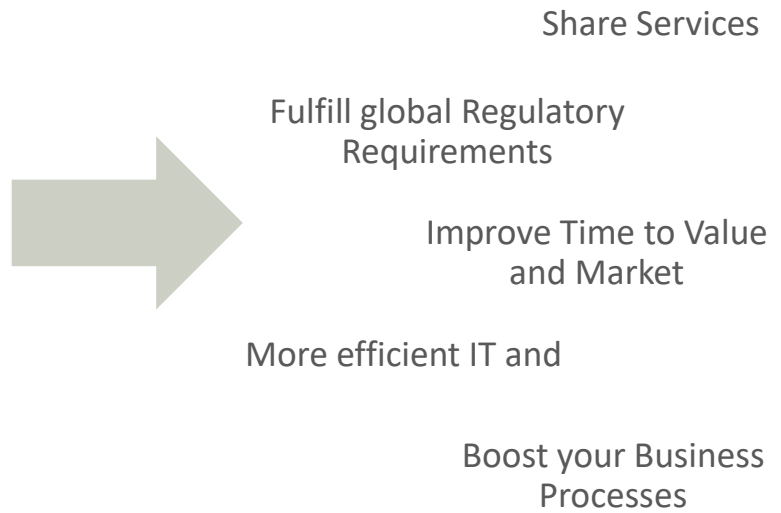 Share Services
Fulfill global Regulatory
Requirements
Improve Time to Value
and Market
More efficient IT and
Boost your Business
Processes